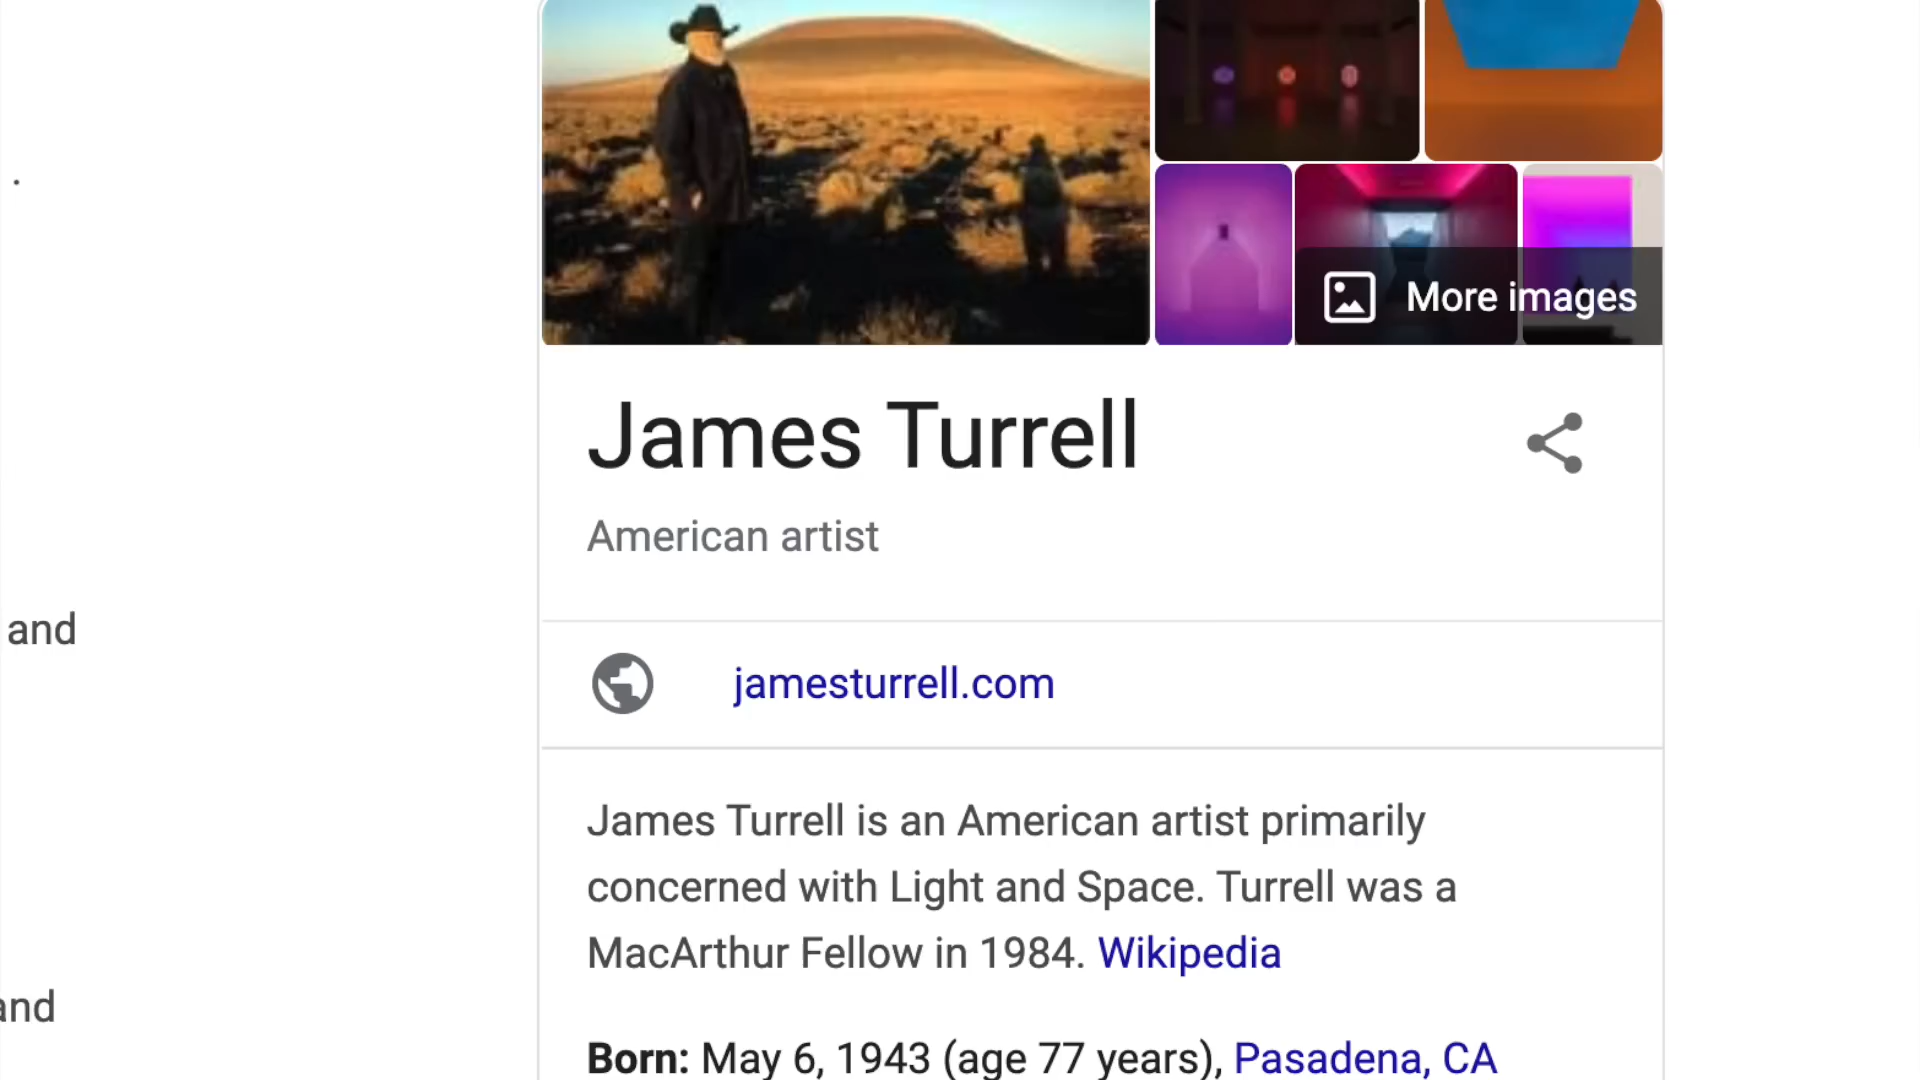 .
and
and
More images
James Turrell
American artist
jamesturrell.com
James Turrell is an American artist primarily
concerned with Light and Space. Turrell was a
MacArthur Fellow in 1984. Wikipedia
Born: May 6, 1943 (age 77 years), Pasadena, CA